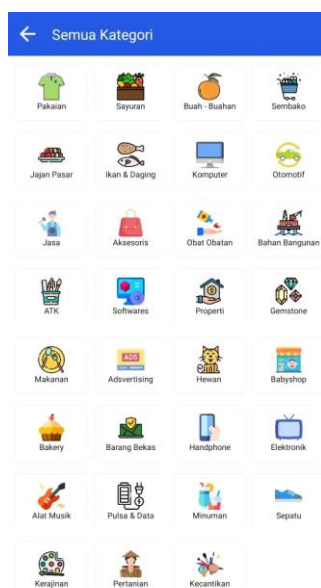 Semua Kategori
Pakaian
Sayuran
Buah - Buahan
Sembako
Jajan Pasar
Ikan & Daging
Komputer
Otomotif
Jasa
Aksesoris
Obat Obatan
Bahan Bangunan
ATK
Softwares
Properti
Gemstone
Makanan
ADS
Adsvertising
Hewan
Babyshop
Bakery
Barang Bekas
Handphone
Elektronik
Alat Musik
Pulsa & Data
Minuman
Sepatu
Kerajinan
Pertanian
Kecantikan